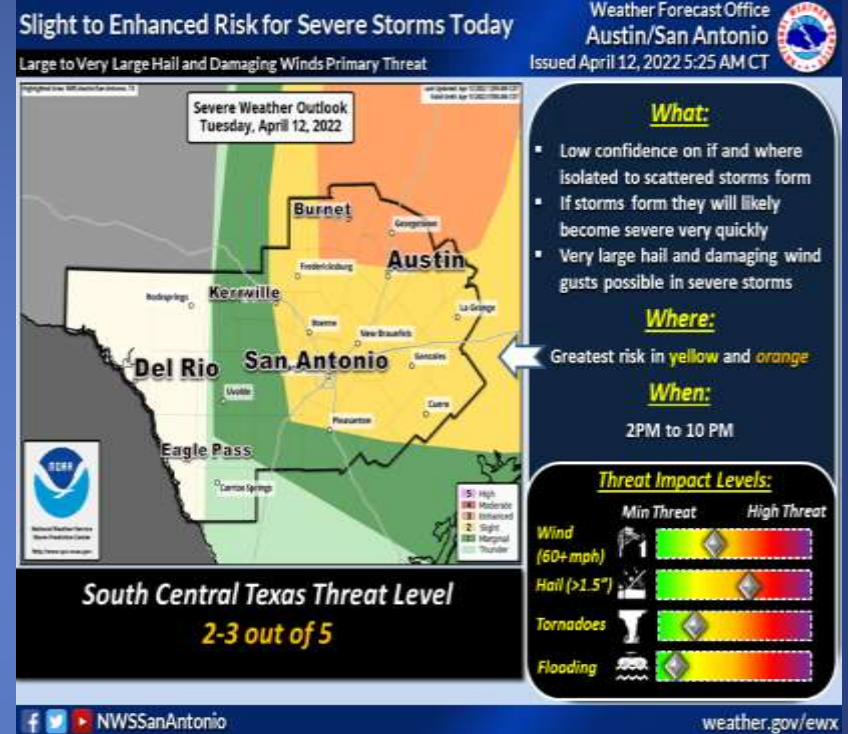 Slight to Enhanced Risk for Severe Storms Today
Large to Very Large Hail and Damaging Winds Primary Threat
Weather Forecast Office
Austin/San Antonio
Issued April 12, 2022 5:25 AM CT
Severe Weather Outlook
Tuesday, April 12, 2022
Burnet
Georgetown
Fredericksburg
Austin
Rocksprings
Kerrville
La Grange
Boerne
New Braunfels
Del Rio
San Antonio
Gonzales
Uvalde
Cuero
Pleasanton
Eagle Pass
Carrizo Springs
NOAA
National Weather Service
Storm Prediction Center
5 High
4 Moderate
3 Enhanced
2 Slight
1 Marginal
Thunder
South Central Texas Threat Level
2-3 out of 5
What:
▪ Low confidence on if and where
isolated to scattered storms form
▪ If storms form they will likely
become severe very quickly
▪ Very large hail and damaging wind
gusts possible in severe storms
Where:
Greatest risk in yellow and orange
When:
2PM to 10 PM
Threat Impact Levels:
Min Threat High Threat
Wind
(60+ mph)
Hail (>1.5")
Tornadoes
Flooding
NWSSanAntonio
weather.gov/ewx